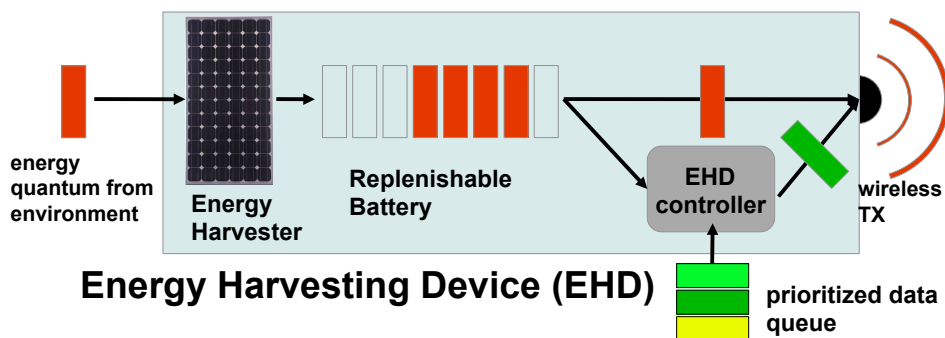 energy
quantum from
environment
Energy
Harvester
Replenishable
Battery
EHD
controller
wireless
TX
Energy Harvesting Device (EHD)
prioritized data
queue